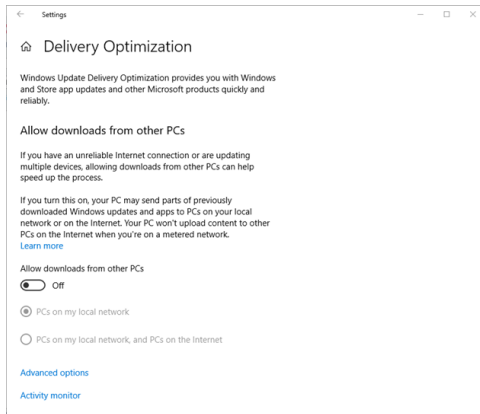 Settings
Delivery Optimization
Windows Update Delivery Optimization provides you with Windows
and Store app updates and other Microsoft products quickly and
reliably.
Allow downloads from other PCs
If you have an unreliable Internet connection or are updating
multiple devices, allowing downloads from other PCs can help
speed up the process.
If you turn this on, your PC may send parts of previously
downloaded Windows updates and apps to PCs on your local
network or on the Internet. Your PC won't upload content to other
PCs on the Internet when you're on a metered network.
Learn more
Allow downloads from other PCs
Off
PCs on my local network
PCs on my local network, and PCs on the Internet
Advanced options
Activity monitor